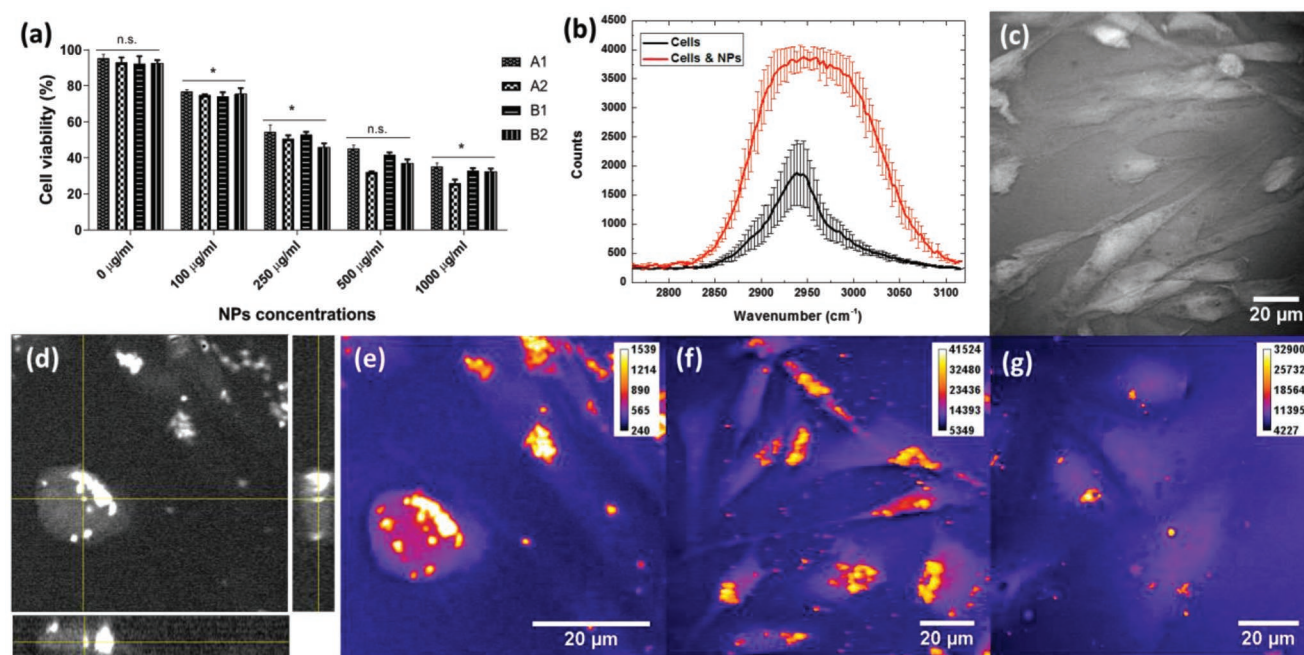 (a)
n.s.
*
*
n.s.
*
A1
A2
B1
B2
Cell viability (%)
100
80
60
40
20
0
0 µg/ml
100 µg/ml
250 µg/ml
500 µg/ml
1000 µg/ml
NPs concentrations
(b)
Cells
Cells & NPs
Counts
4500
4000
3500
3000
2500
2000
1500
1000
500
0
2800
2850
2900
2950
3000
3050
3100
Wavenumber (cm⁻¹)
(c)
20 µm
(d)
(e)
1539
1214
890
565
240
20 µm
(f)
41524
32480
23436
14393
5349
20 µm
(g)
32900
25732
18564
11395
4227
20 µm